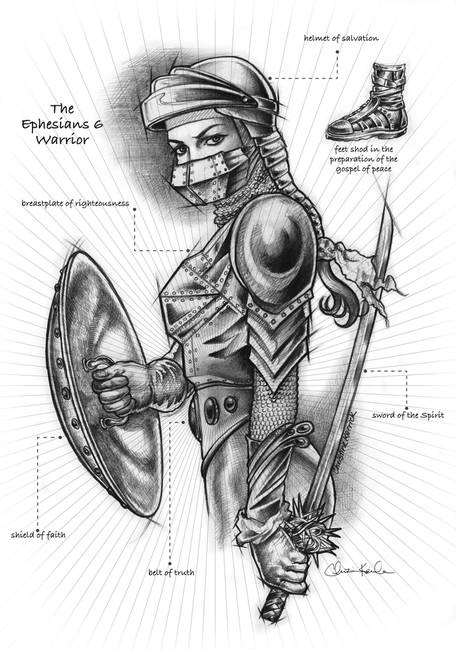 helmet of salvation
The
Ephesians 6
Warrior
feet shod in the
preparation of the
gospel of peace
breastplate of righteousness
sword of the Spirit
shield of faith
belt of truth